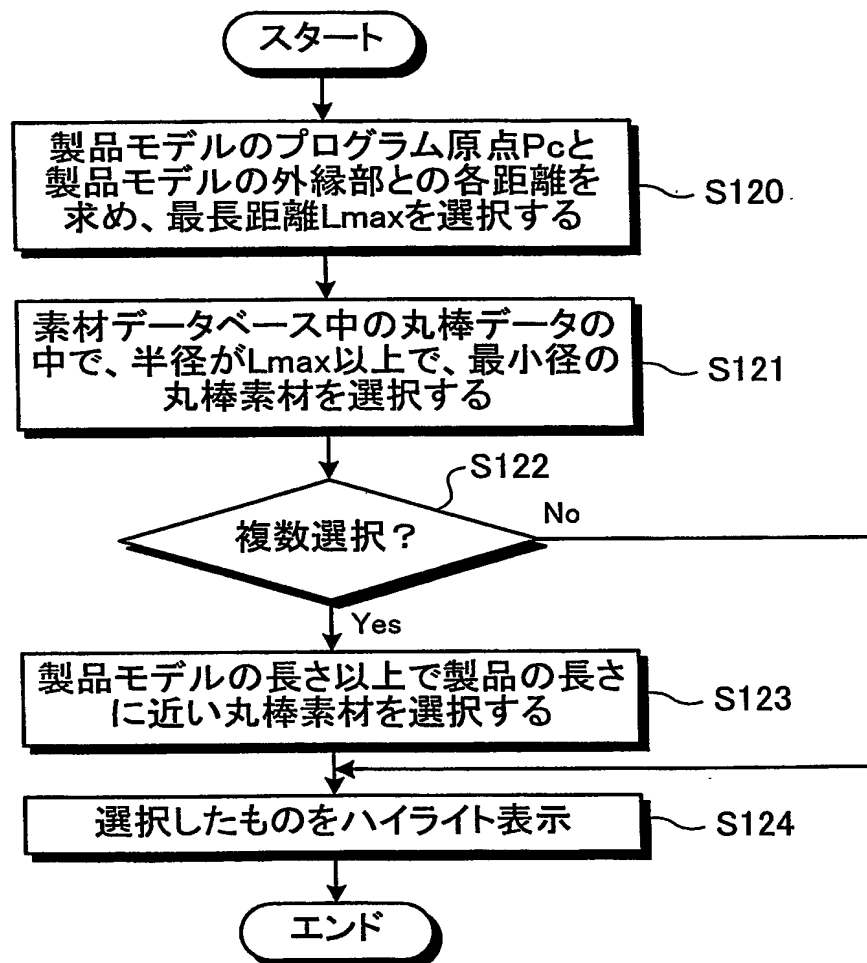 スタート
製品モデルのプログラム原点Pcと
製品モデルの外縁部との各距離を
求め、最長距離Lmaxを選択する
S120
素材データベース中の丸棒データの
中で、半径がLmax以上で、最小径の
丸棒素材を選択する
S121
S122
複数選択？
No
Yes
製品モデルの長さ以上で製品の長さ
に近い丸棒素材を選択する
S123
選択したものをハイライト表示
S124
エンド